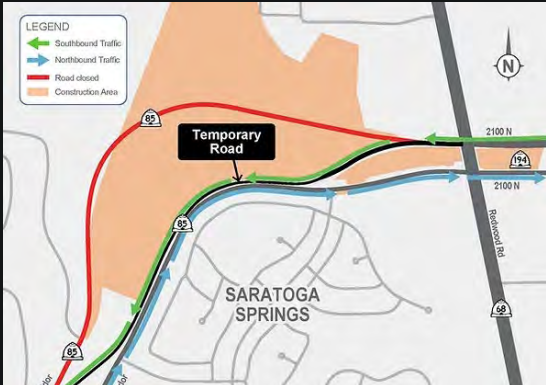 LEGEND
Southbound Traffic
Northbound Traffic
Road closed
Construction Area
N
85
2100 N
Temporary
Road
194
2100 N
85
Redwood Rd
SARATOGA
SPRINGS
68
85